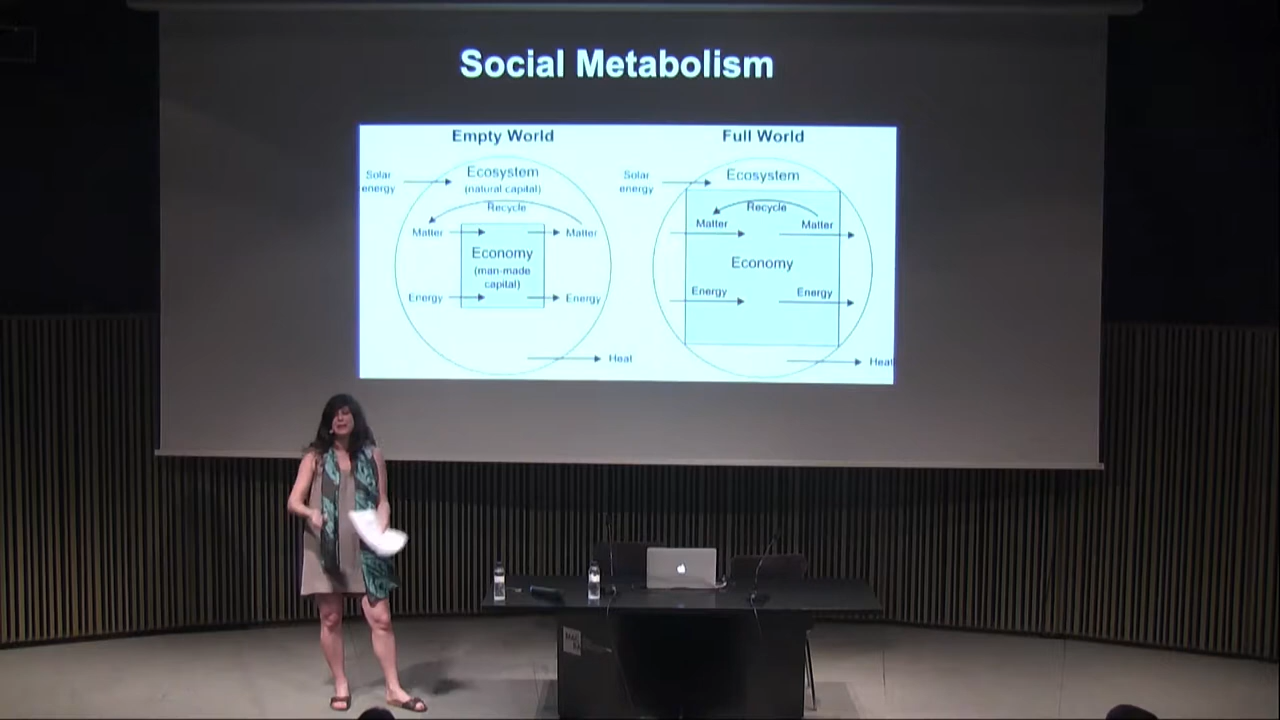 Social Metabolism
Empty World
Solar
energy
Ecosystem
(natural capital)
Recycle
Matter
Matter
Economy
(man-made
capital)
Energy
Energy
Heat
Full World
Solar
energy
Ecosystem
Recycle
Matter
Matter
Economy
Energy
Energy
Heat